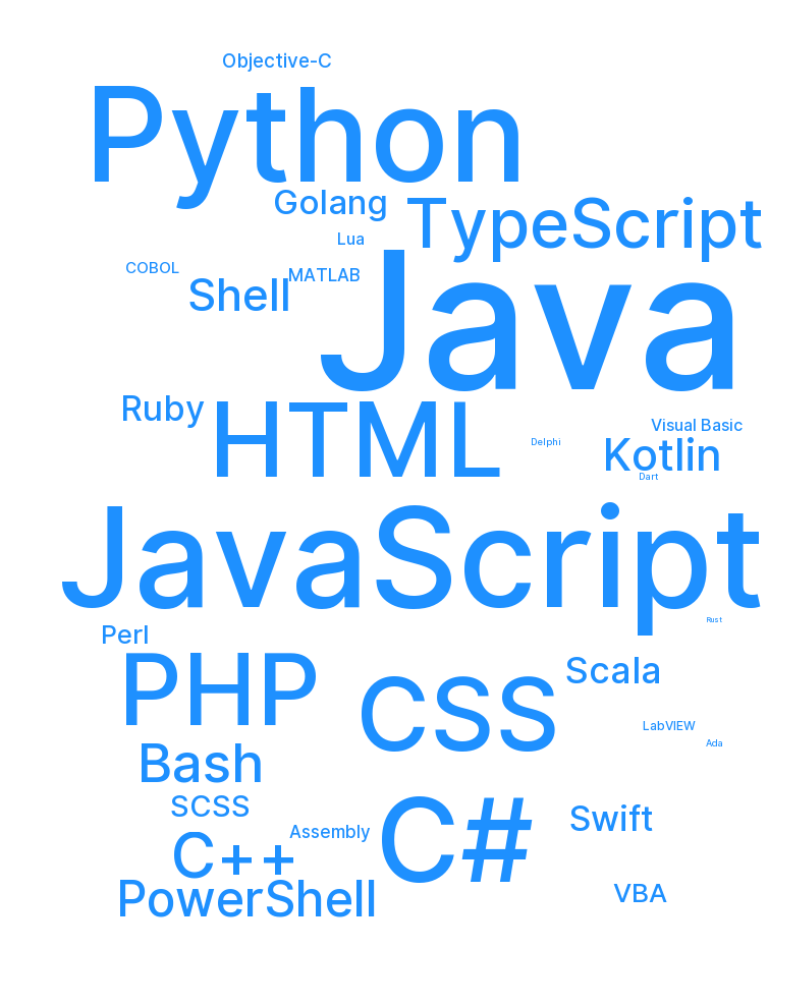 Objective-C
Python
Golang
TypeScript
Lua
COBOL
MATLAB
Shell
Java
Ruby
HTML
Visual Basic
Delphi
Kotlin
Dart
JavaScript
Rust
Perl
PHP
CSS
Scala
LabVIEW
Ada
Bash
SCSS
Swift
Assembly
C++
C#
PowerShell
VBA